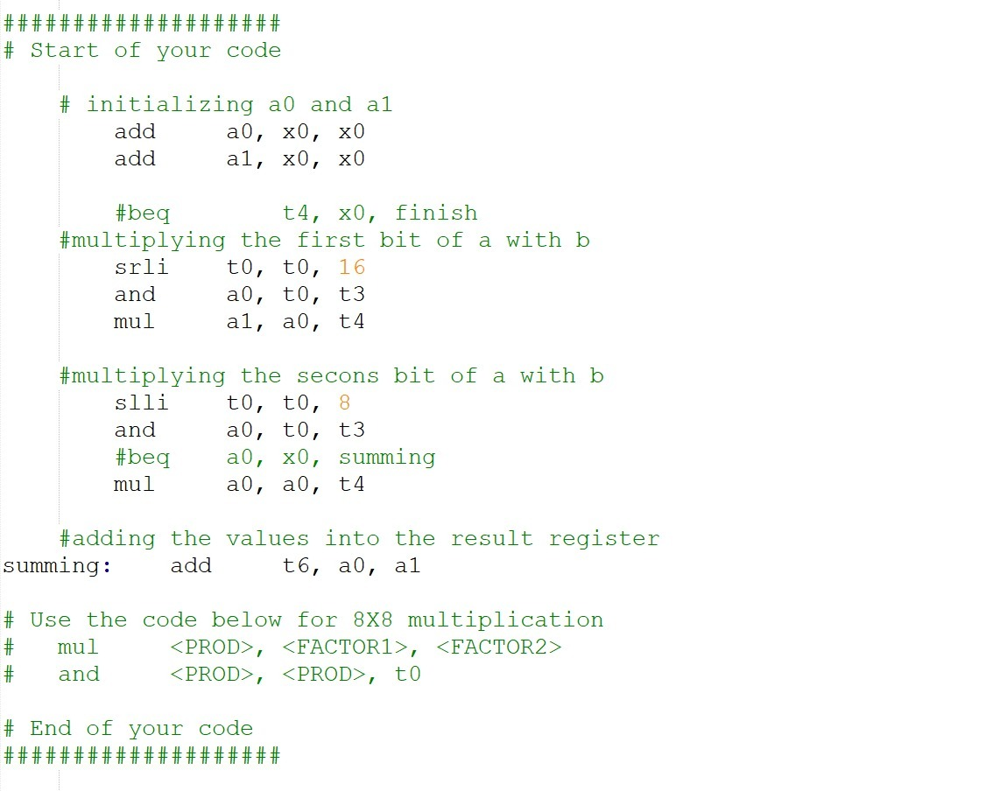 ####################
# Start of your code
# initializing a0 and a1
add a0, x0, x0
add a1, x0, x0
#beq t4, x0, finish
#multiplying the first bit of a with b
srli t0, t0, 16
and a0, t0, t3
mul a1, a0, t4
#multiplying the secons bit of a with b
slli t0, t0, 8
and a0, t0, t3
#beq a0, x0, summing
mul a0, a0, t4
#adding the values into the result register
summing: add t6, a0, a1
# Use the code below for 8X8 multiplication
# mul <PROD>, <FACTOR1>, <FACTOR2>
# and <PROD>, <PROD>, t0
# End of your code
####################